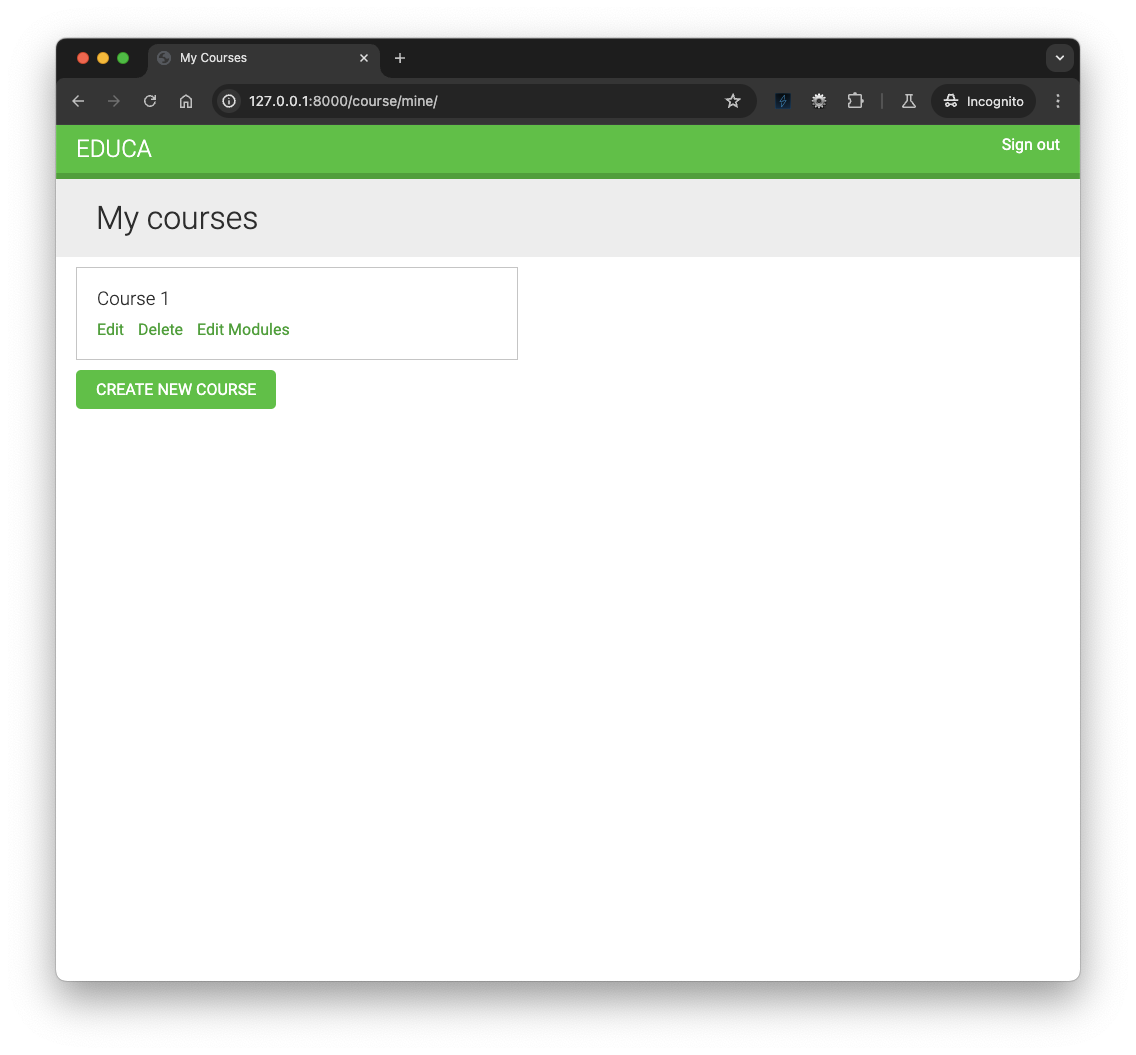 My Courses
127.0.0.1:8000/course/mine/
Incognito
EDUCA
Sign out
My courses
Course 1
Edit Delete Edit Modules
CREATE NEW COURSE